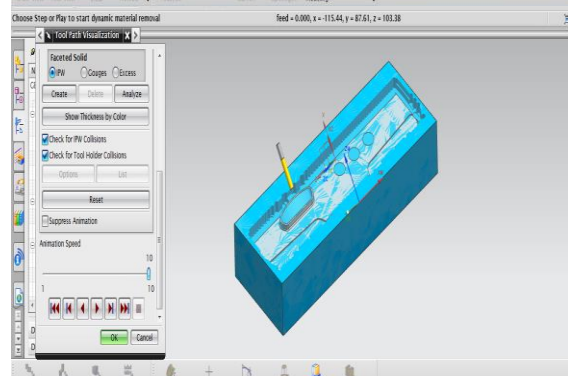 Choose Step or Play to start dynamic material removal
feed = 0.000, x = -115.44, y = 87.61, z = 103.38
Tool Path Visualization X
Faceted Solid
IPW Gouges Excess
Create Delete Analyze
Show Thickness by Color
Check for IPW Collisions
Check for Tool Holder Collisions
Options List
Reset
Suppress Animation
Animation Speed
10
1 10
OK Cancel